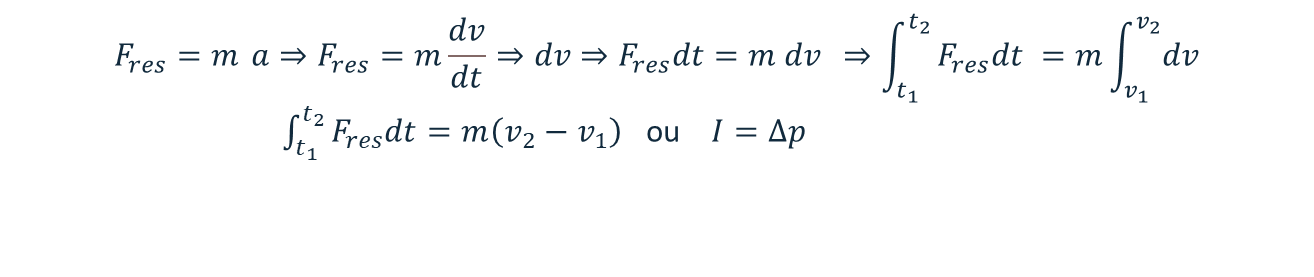 F_res = m a ⇒ F_res = m dv/dt ⇒ dv ⇒ F_res dt = m dv ⇒ ∫_{t_1}^{t_2} F_res dt = m ∫_{v_1}^{v_2} dv
∫_{t_1}^{t_2} F_res dt = m(v_2 − v_1) ou I = Δp